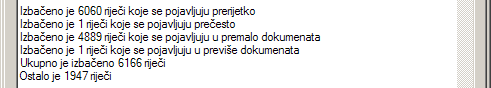 Izbačeno je 6060 riječi koje se pojavljuju prerijetko
Izbačeno je 1 riječi koje se pojavljuju prečesto
Izbačeno je 4889 riječi koje se pojavljuju u premalo dokumenata
Izbačeno je 1 riječi koje se pojavljuju u previše dokumenata
Ukupno je izbačeno 6166 riječi
Ostalo je 1947 riječi